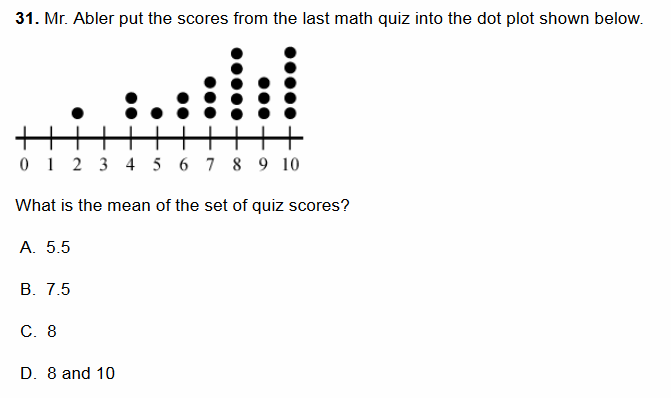 31. Mr. Abler put the scores from the last math quiz into the dot plot shown below.
0 1 2 3 4 5 6 7 8 9 10
What is the mean of the set of quiz scores?
A. 5.5
B. 7.5
C. 8
D. 8 and 10